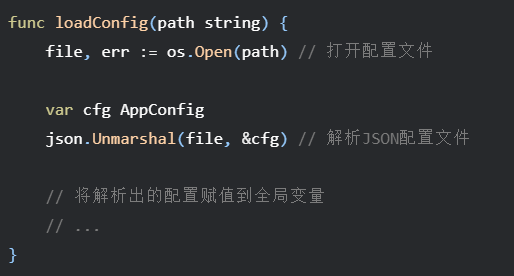 func loadConfig(path string) {
file, err := os.Open(path) // 打开配置文件
var cfg AppConfig
json.Unmarshal(file, &cfg) // 解析JSON配置文件
// 将解析出的配置赋值到全局变量
// ...
}